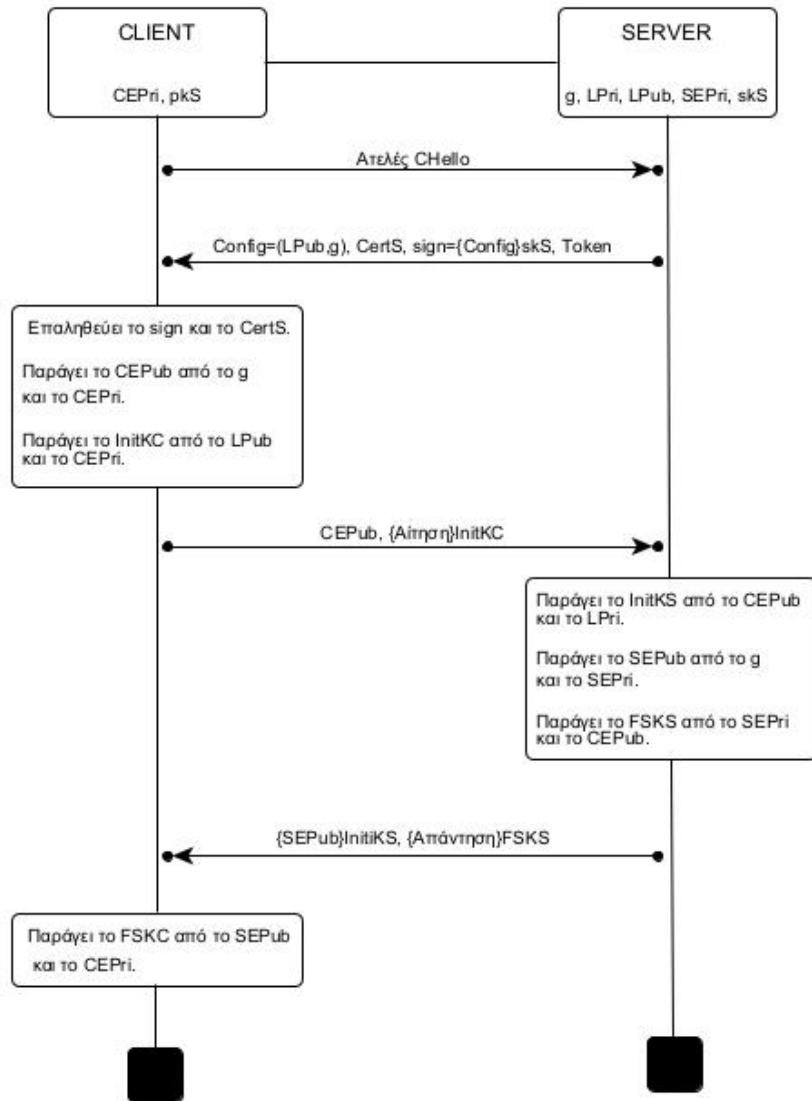 CLIENT
SERVER
CEPri, pkS
g, LPri, LPub, SEPri, skS
Ατελές CHello
Config=(LPub,g), CertS, sign={Config}skS, Token
Επαληθεύει το sign και το CertS.
Παράγει το CEPub από το g
και το CEPri.
Παράγει το InitKC από το LPub
και το CEPri.
CEPub, {Αίτηση}InitKC
Παράγει το InitKS από το CEPub
και το LPri.
Παράγει το SEPub από το g
και το SEPri.
Παράγει το FSKS από το SEPri
και το CEPub.
{SEPub}InitiKS, {Απάντηση}FSKS
Παράγει το FSKC από το SEPub
και το CEPri.